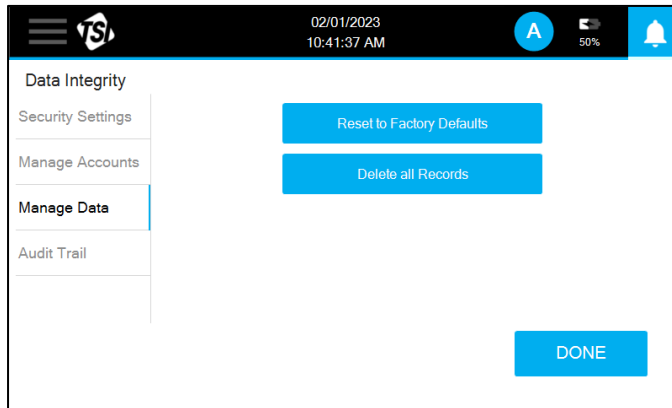 TSI
02/01/2023
10:41:37 AM
A
50%
Data Integrity
Security Settings
Manage Accounts
Manage Data
Audit Trail
Reset to Factory Defaults
Delete all Records
DONE